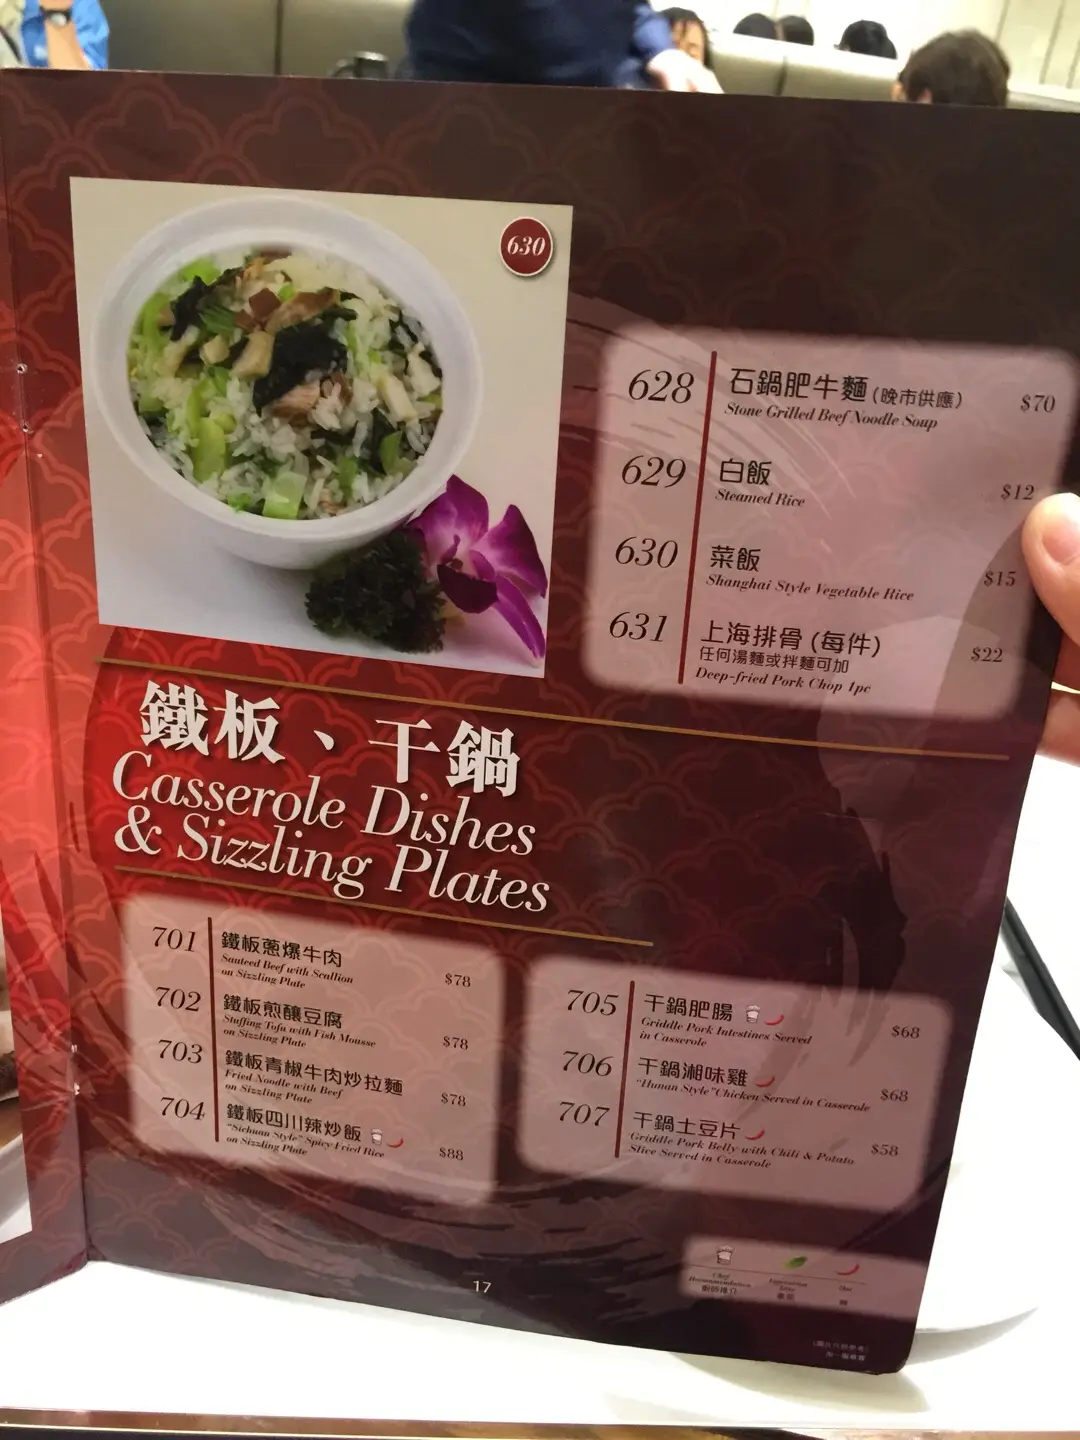 630
628 石鍋肥牛麵 (晚市供應) $70
Stone Grilled Beef Noodle Soup
629 白飯 $12
Steamed Rice
630 菜飯 $15
Shanghai Style Vegetable Rice
631 上海排骨 (每件) $22
任何湯麵或拌麵可加
Deep-fried Pork Chop 1pc
鐵板、干鍋
Casserole Dishes
& Sizzling Plates
701 鐵板蔥爆牛肉
Sauteed Beef with Scallion
on Sizzling Plate $78
702 鐵板煎釀豆腐
Stuffing Tofu with Fish Mousse
on Sizzling Plate $78
703 鐵板青椒牛肉炒拉麵
Fried Noodle with Beef
on Sizzling Plate $78
704 鐵板四川辣炒飯
"Sichuan Style" Spicy Fried Rice
on Sizzling Plate $88
705 干鍋肥腸 $68
Griddle Pork Intestines Served
in Casserole
706 干鍋湘味雞 $68
"Hunan Style" Chicken Served in Casserole
707 干鍋土豆片 $58
Griddle Pork Belly with Chili & Potato
Slice Served in Casserole
Chef
Recommendation
廚師推介
Hot
辣
17